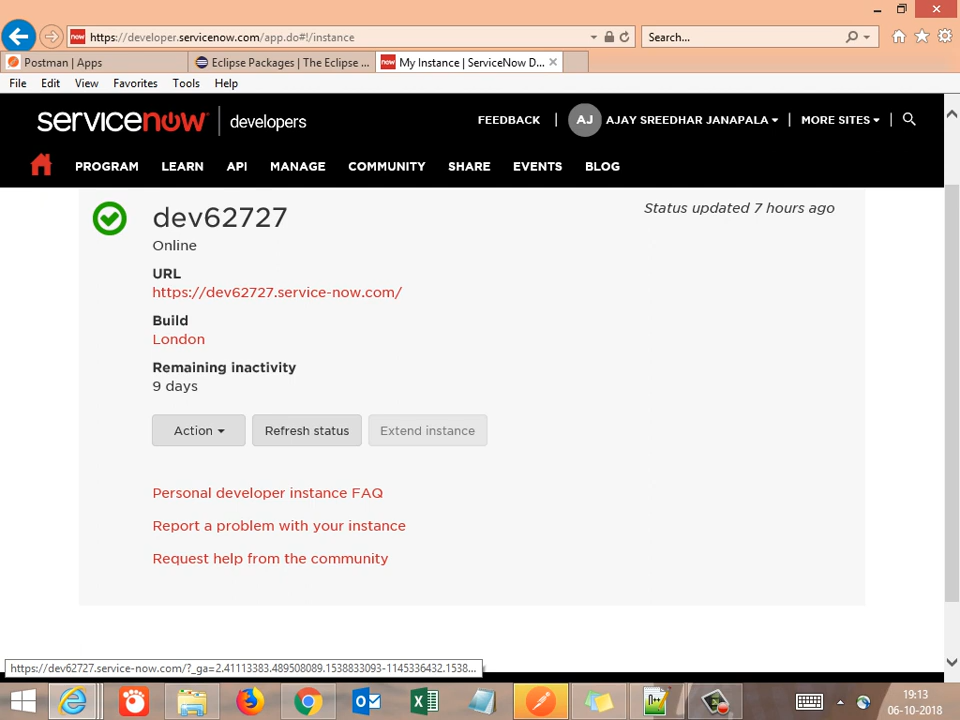 https://developer.servicenow.com/app.do#!/instance
Search...
Postman | Apps
Eclipse Packages | The Eclipse ...
My Instance | ServiceNow D...
File Edit View Favorites Tools Help
servicenow | developers
FEEDBACK | AJ AJAY SREEDHAR JANAPALA | MORE SITES |
PROGRAM LEARN API MANAGE COMMUNITY SHARE EVENTS BLOG
dev62727
Status updated 7 hours ago
Online
URL
https://dev62727.service-now.com/
Build
London
Remaining inactivity
9 days
Action Refresh status Extend instance
Personal developer instance FAQ
Report a problem with your instance
Request help from the community
https://dev62727.service-now.com/?_ga=2.41113383.489508089.1538833093-1145336432.1538...
19:13
06-10-2018